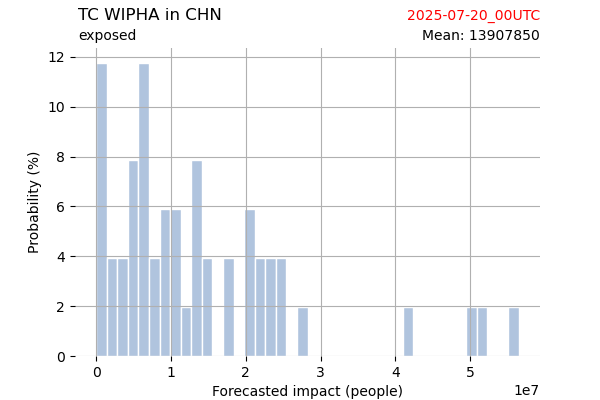 TC WIPHA in CHN
2025-07-20_00UTC
exposed
Mean: 13907850
12
10
8
6
4
2
0
Probability (%)
0 1 2 3 4 5
1e7
Forecasted impact (people)